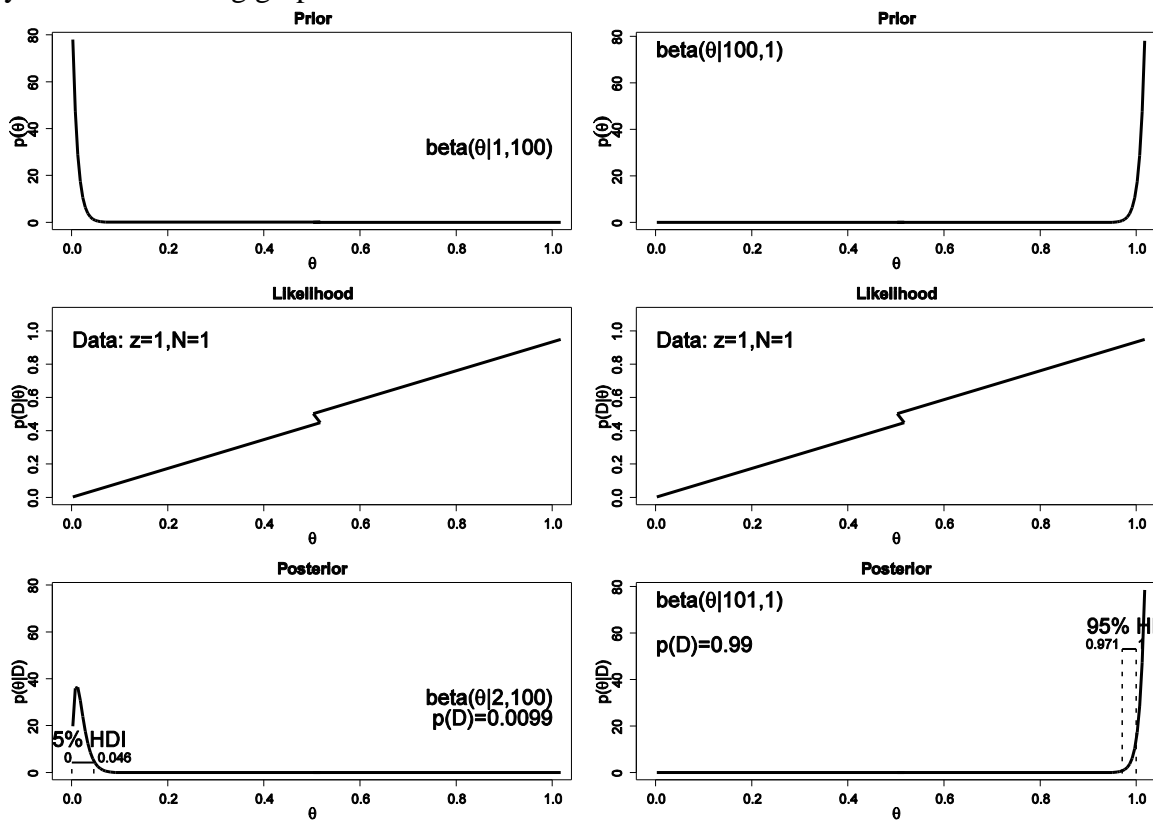 Prior
80
60
40
20
0
p(θ)
beta(θ|1,100)
0.0 0.2 0.4 0.6 0.8 1.0
θ
Prior
80
60
40
20
0
p(θ)
beta(θ|100,1)
0.0 0.2 0.4 0.6 0.8 1.0
θ
Likelihood
1.0
0.8
0.6
0.4
0.2
0.0
p(D|θ)
Data: z=1,N=1
0.0 0.2 0.4 0.6 0.8 1.0
θ
Likelihood
1.0
0.8
0.6
0.4
0.2
0.0
p(D|θ)
Data: z=1,N=1
0.0 0.2 0.4 0.6 0.8 1.0
θ
Posterior
80
60
40
20
0
p(θ|D)
beta(θ|2,100)
p(D)=0.0099
5% HDI
0 0.046
0.0 0.2 0.4 0.6 0.8 1.0
θ
Posterior
80
60
40
20
0
p(θ|D)
beta(θ|101,1)
p(D)=0.99
95% H
0.971 1
0.0 0.2 0.4 0.6 0.8 1.0
θ